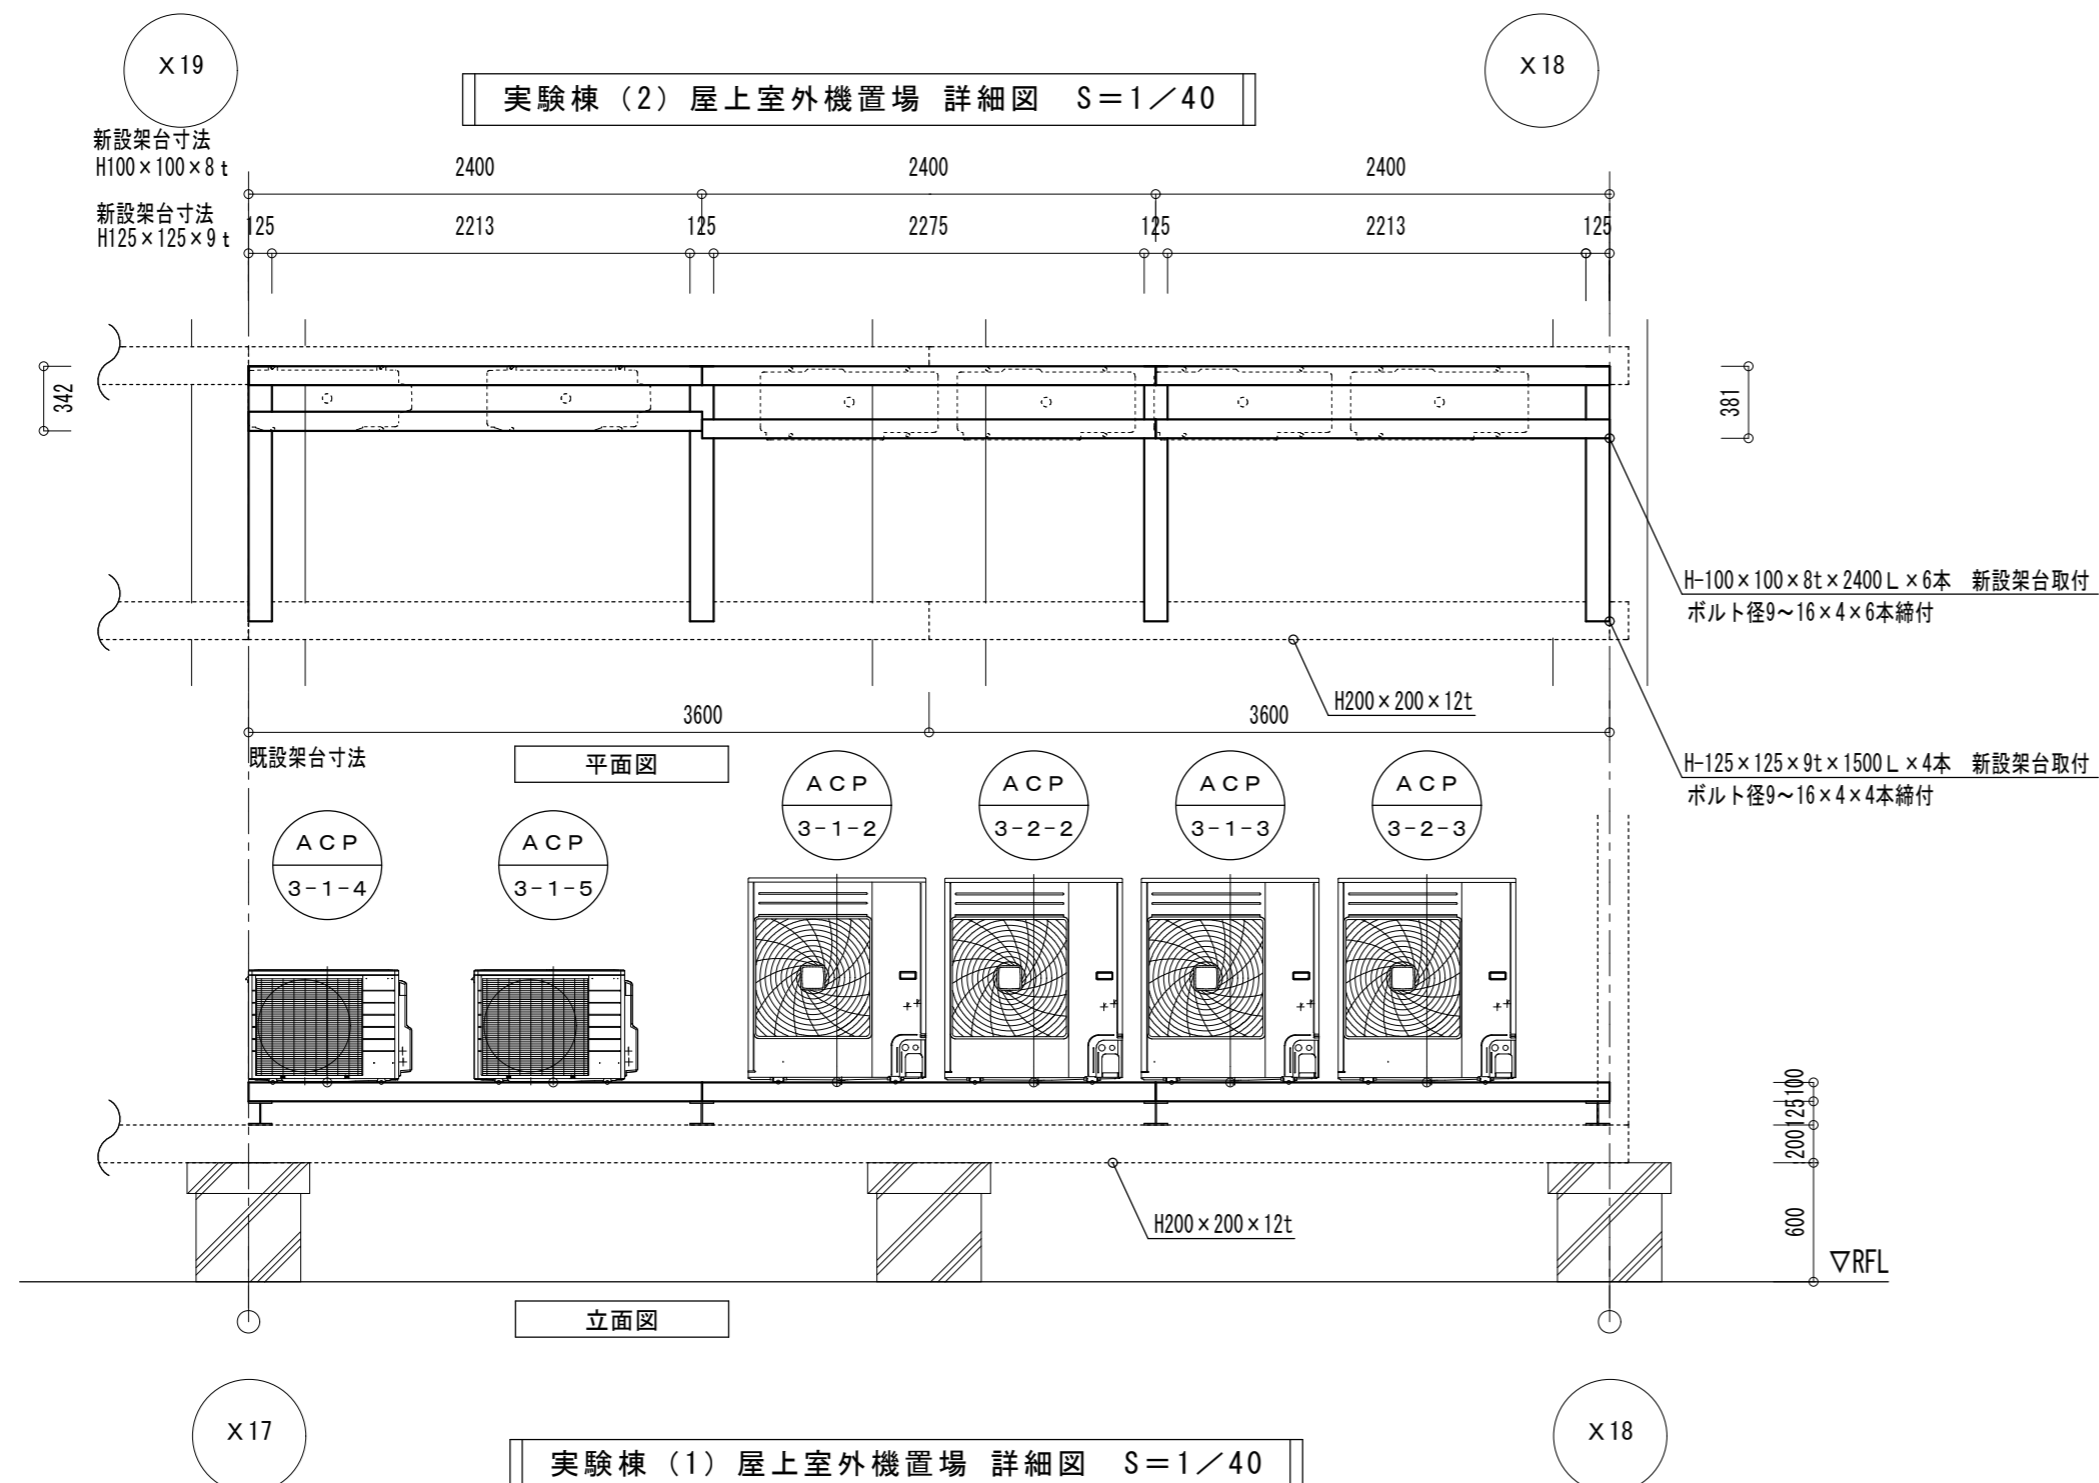 X19
X18
実験棟（2）屋上室外機置場 詳細図　S＝1／40
新設架台寸法
H100×100×8t
2400
2400
2400
新設架台寸法
H125×125×9t
125
2213
125
2275
125
2213
125
342
381
H-100×100×8t×2400L×6本　新設架台取付
ボルト径9〜16×4×6本締付
H200×200×12t
3600
3600
既設架台寸法
平面図
H-125×125×9t×1500L×4本　新設架台取付
ボルト径9〜16×4×4本締付
ACP
3-1-4
ACP
3-1-5
ACP
3-1-2
ACP
3-2-2
ACP
3-1-3
ACP
3-2-3
100
125
200
600
H200×200×12t
▽RFL
立面図
X17
X18
実験棟（1）屋上室外機置場 詳細図　S＝1／40